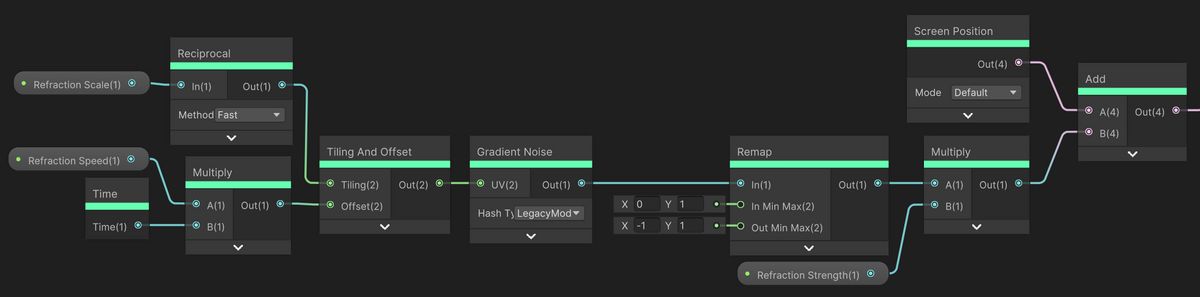 Screen Position
Out(4)
Mode Default
Reciprocal
Refraction Scale(1)
In(1) Out(1)
Method Fast
Add
A(4) Out(4)
B(4)
Refraction Speed(1)
Time
Time(1)
Multiply
A(1) Out(1)
B(1)
Tiling And Offset
Tiling(2) Out(2)
Offset(2)
Gradient Noise
UV(2) Out(1)
Hash Ty LegacyMod
Remap
In(1) Out(1)
X 0 Y 1 In Min Max(2)
X -1 Y 1 Out Min Max(2)
Multiply
A(1) Out(1)
B(1)
Refraction Strength(1)